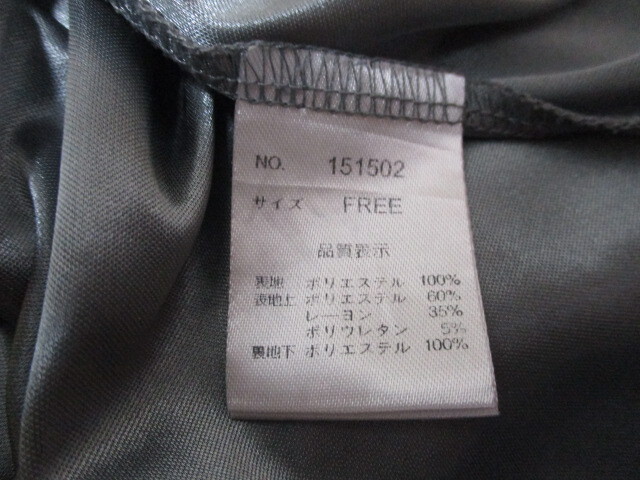 NO. 151502
サイズ FREE
品質表示
表地 ポリエステル 100%
裏地上 ポリエステル 60%
レーヨン 35%
ポリウレタン 5%
裏地下 ポリエステル 100%